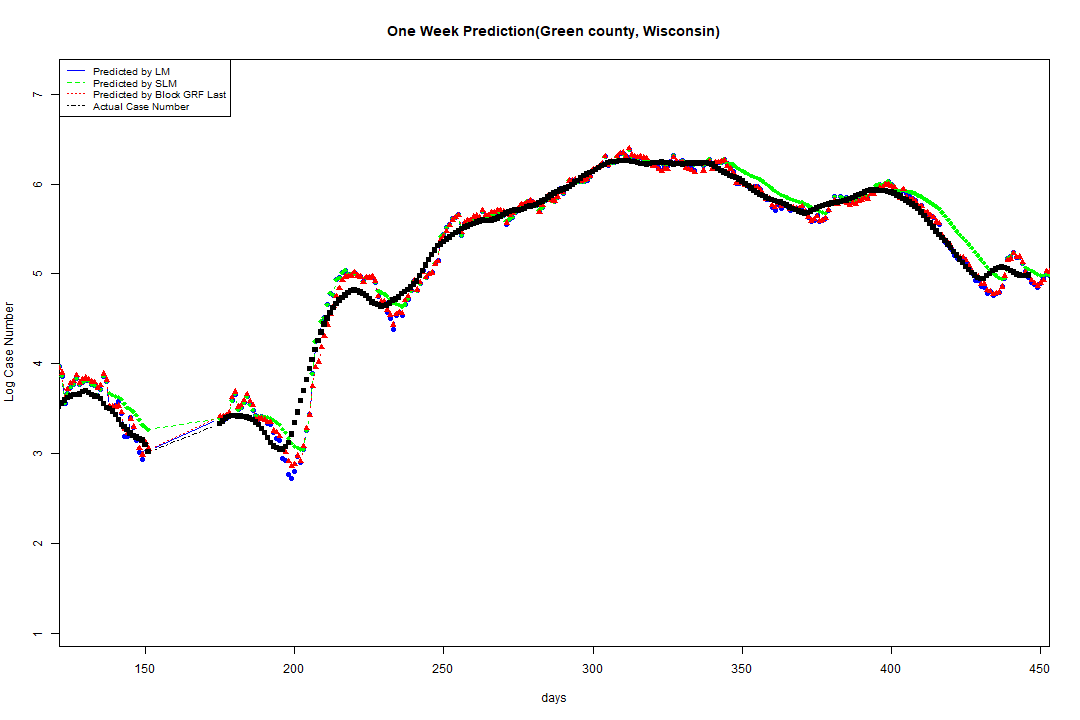 One Week Prediction(Green county, Wisconsin)
Predicted by LM
Predicted by SLM
Predicted by Block GRF Last
Actual Case Number
7
6
5
4
3
2
1
Log Case Number
150 200 250 300 350 400 450
days